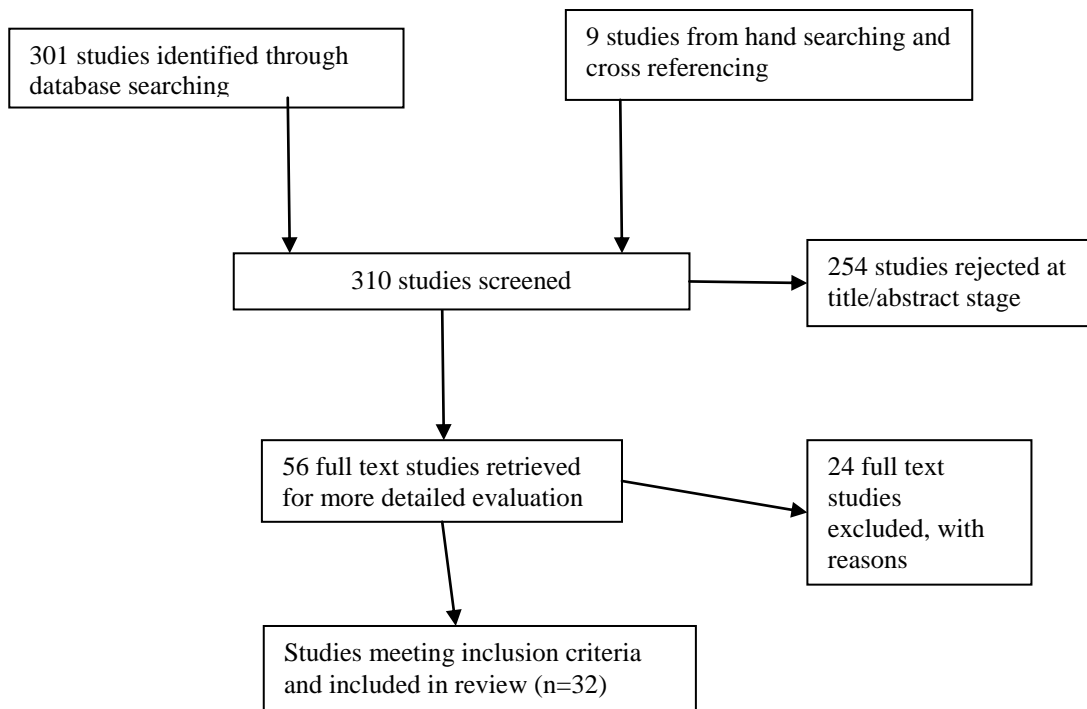 301 studies identified through
database searching
9 studies from hand searching and
cross referencing
310 studies screened
254 studies rejected at
title/abstract stage
56 full text studies retrieved
for more detailed evaluation
24 full text
studies
excluded, with
reasons
Studies meeting inclusion criteria
and included in review (n=32)